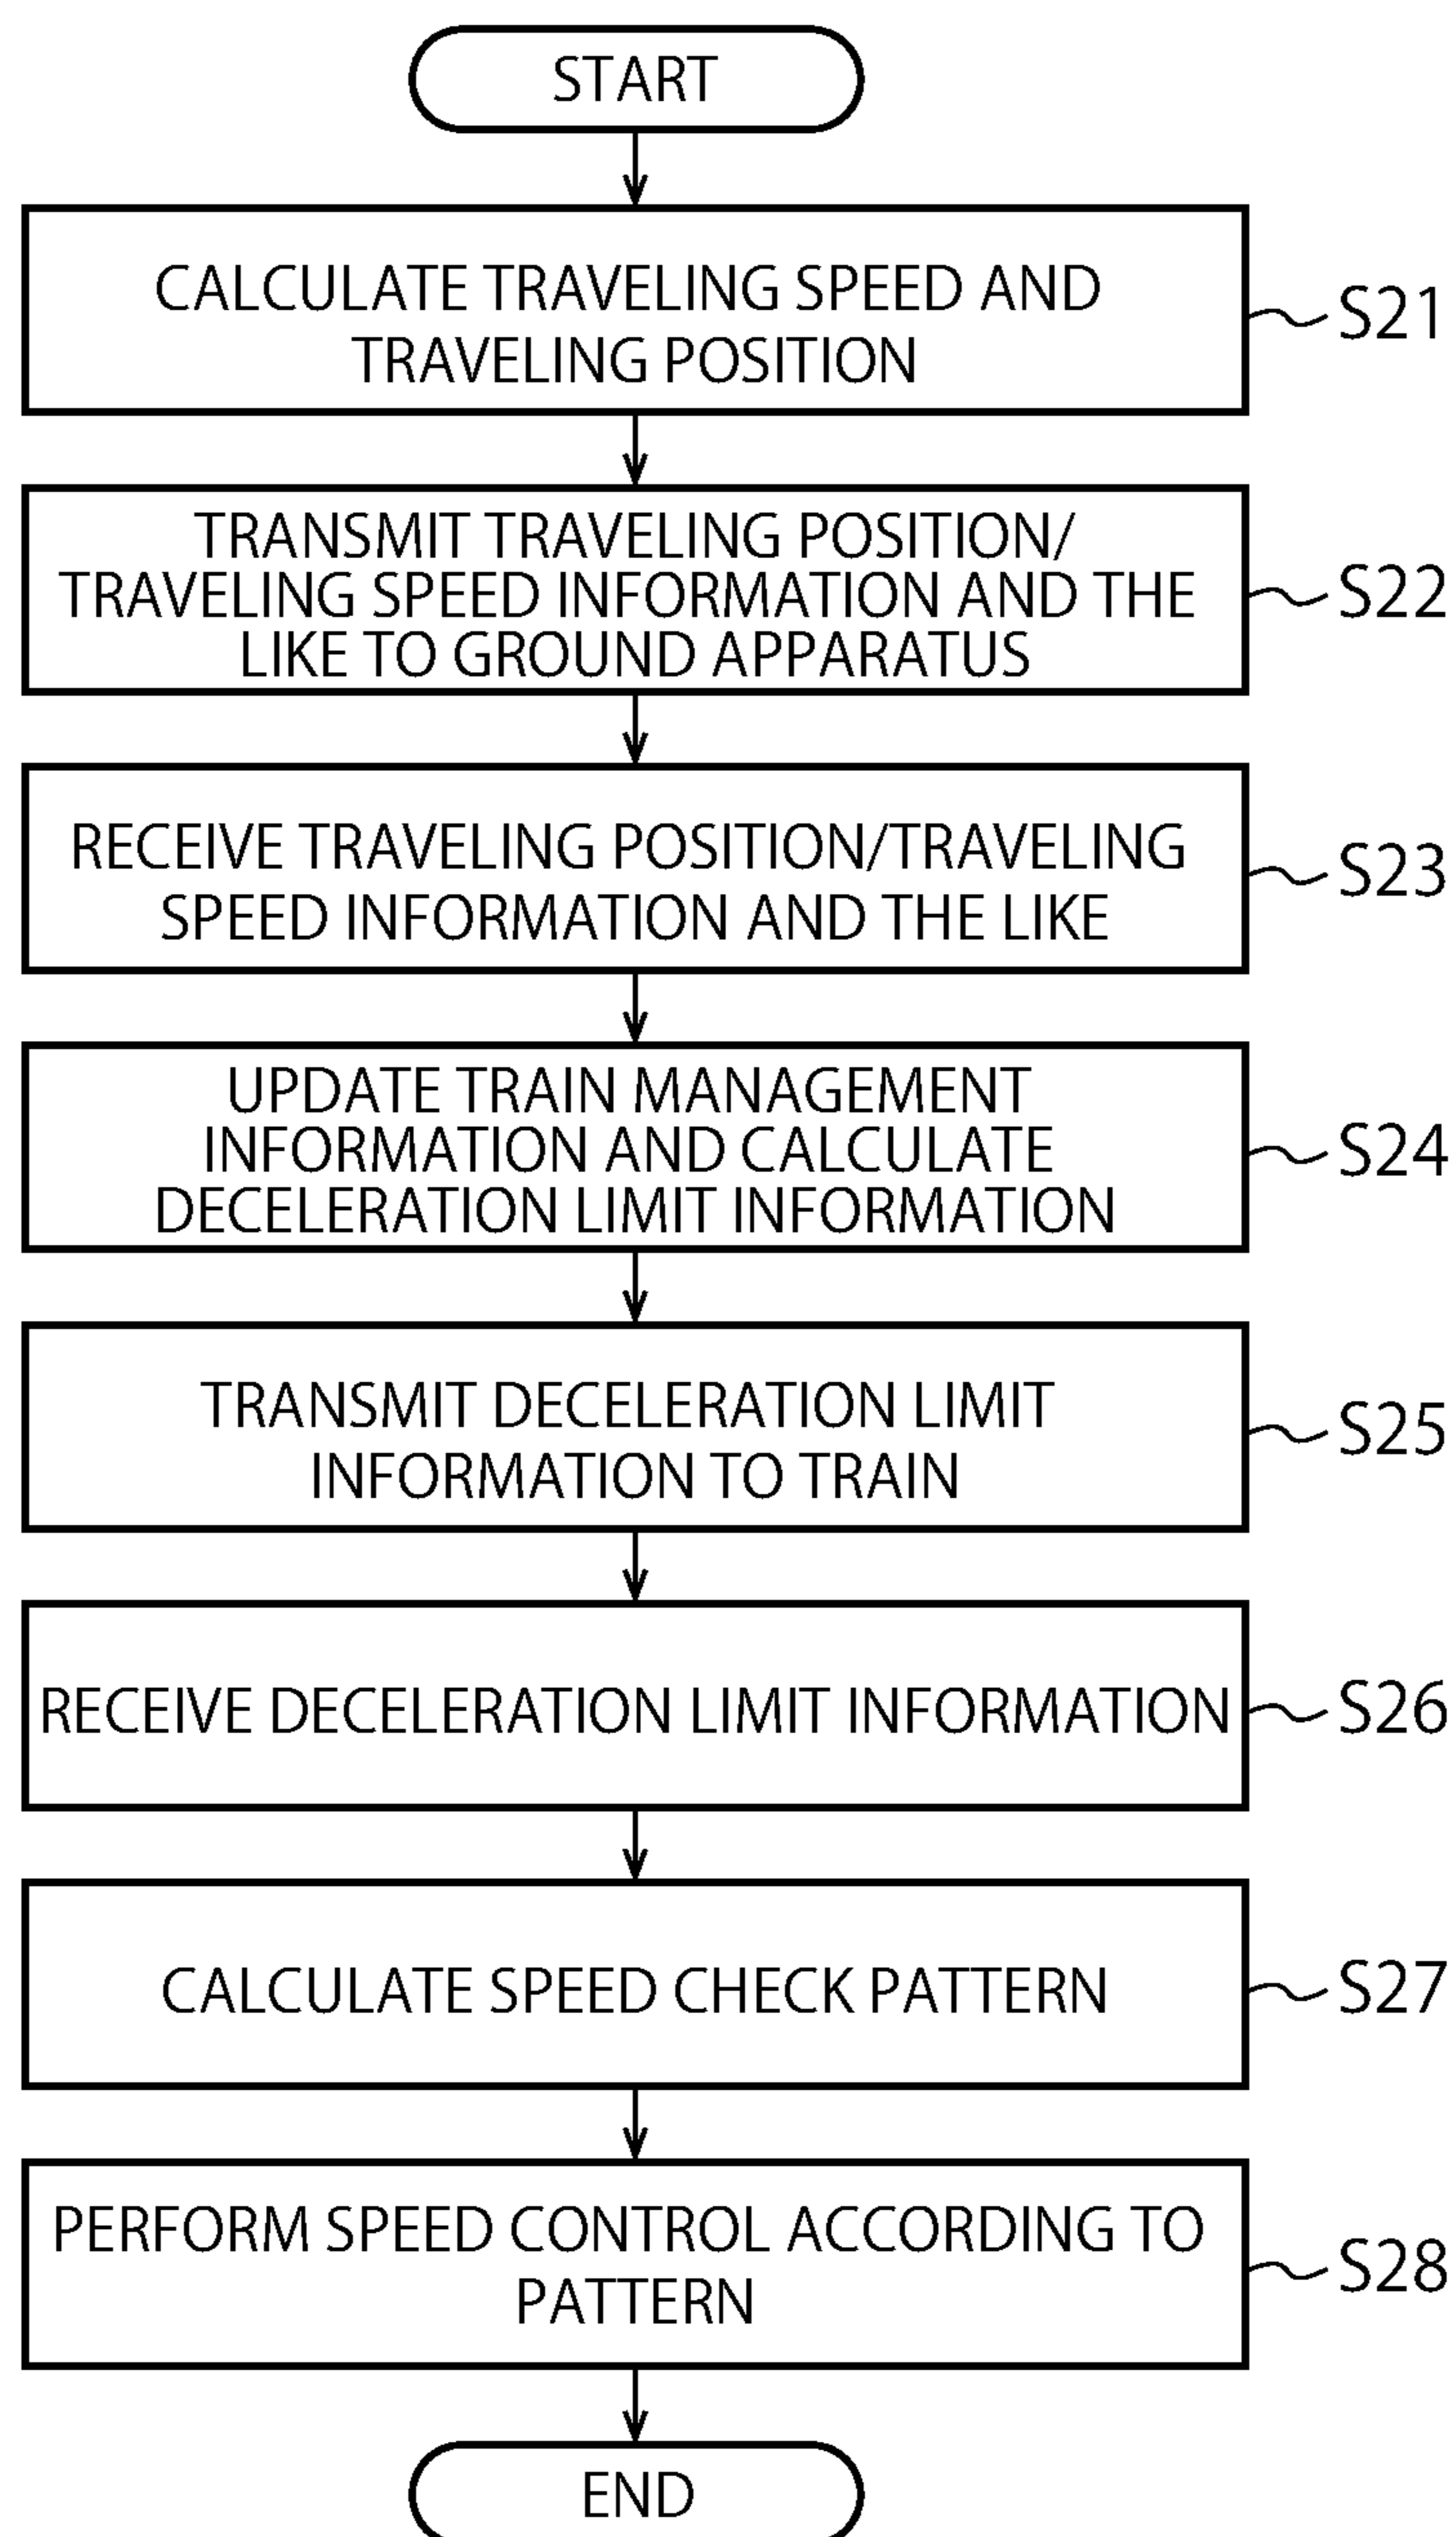 START
CALCULATE TRAVELING SPEED AND
TRAVELING POSITION
S21
TRANSMIT TRAVELING POSITION/
TRAVELING SPEED INFORMATION AND THE
LIKE TO GROUND APPARATUS
S22
RECEIVE TRAVELING POSITION/TRAVELING
SPEED INFORMATION AND THE LIKE
S23
UPDATE TRAIN MANAGEMENT
INFORMATION AND CALCULATE
DECELERATION LIMIT INFORMATION
S24
TRANSMIT DECELERATION LIMIT
INFORMATION TO TRAIN
S25
RECEIVE DECELERATION LIMIT INFORMATION
S26
CALCULATE SPEED CHECK PATTERN
S27
PERFORM SPEED CONTROL ACCORDING TO
PATTERN
S28
END